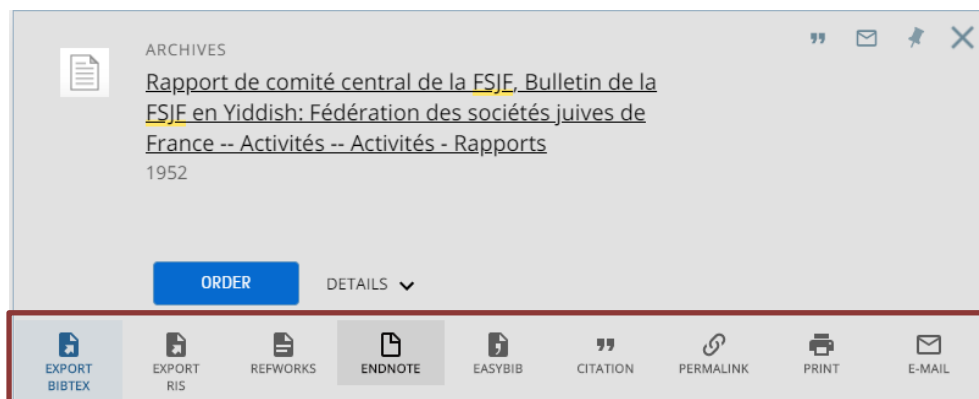 ARCHIVES
Rapport de comité central de la FSJF, Bulletin de la
FSJF en Yiddish: Fédération des sociétés juives de
France -- Activités -- Activités - Rapports
1952
ORDER
DETAILS
EXPORT
BIBTEX
EXPORT
RIS
REFWORKS
ENDNOTE
EASYBIB
CITATION
PERMALINK
PRINT
E-MAIL